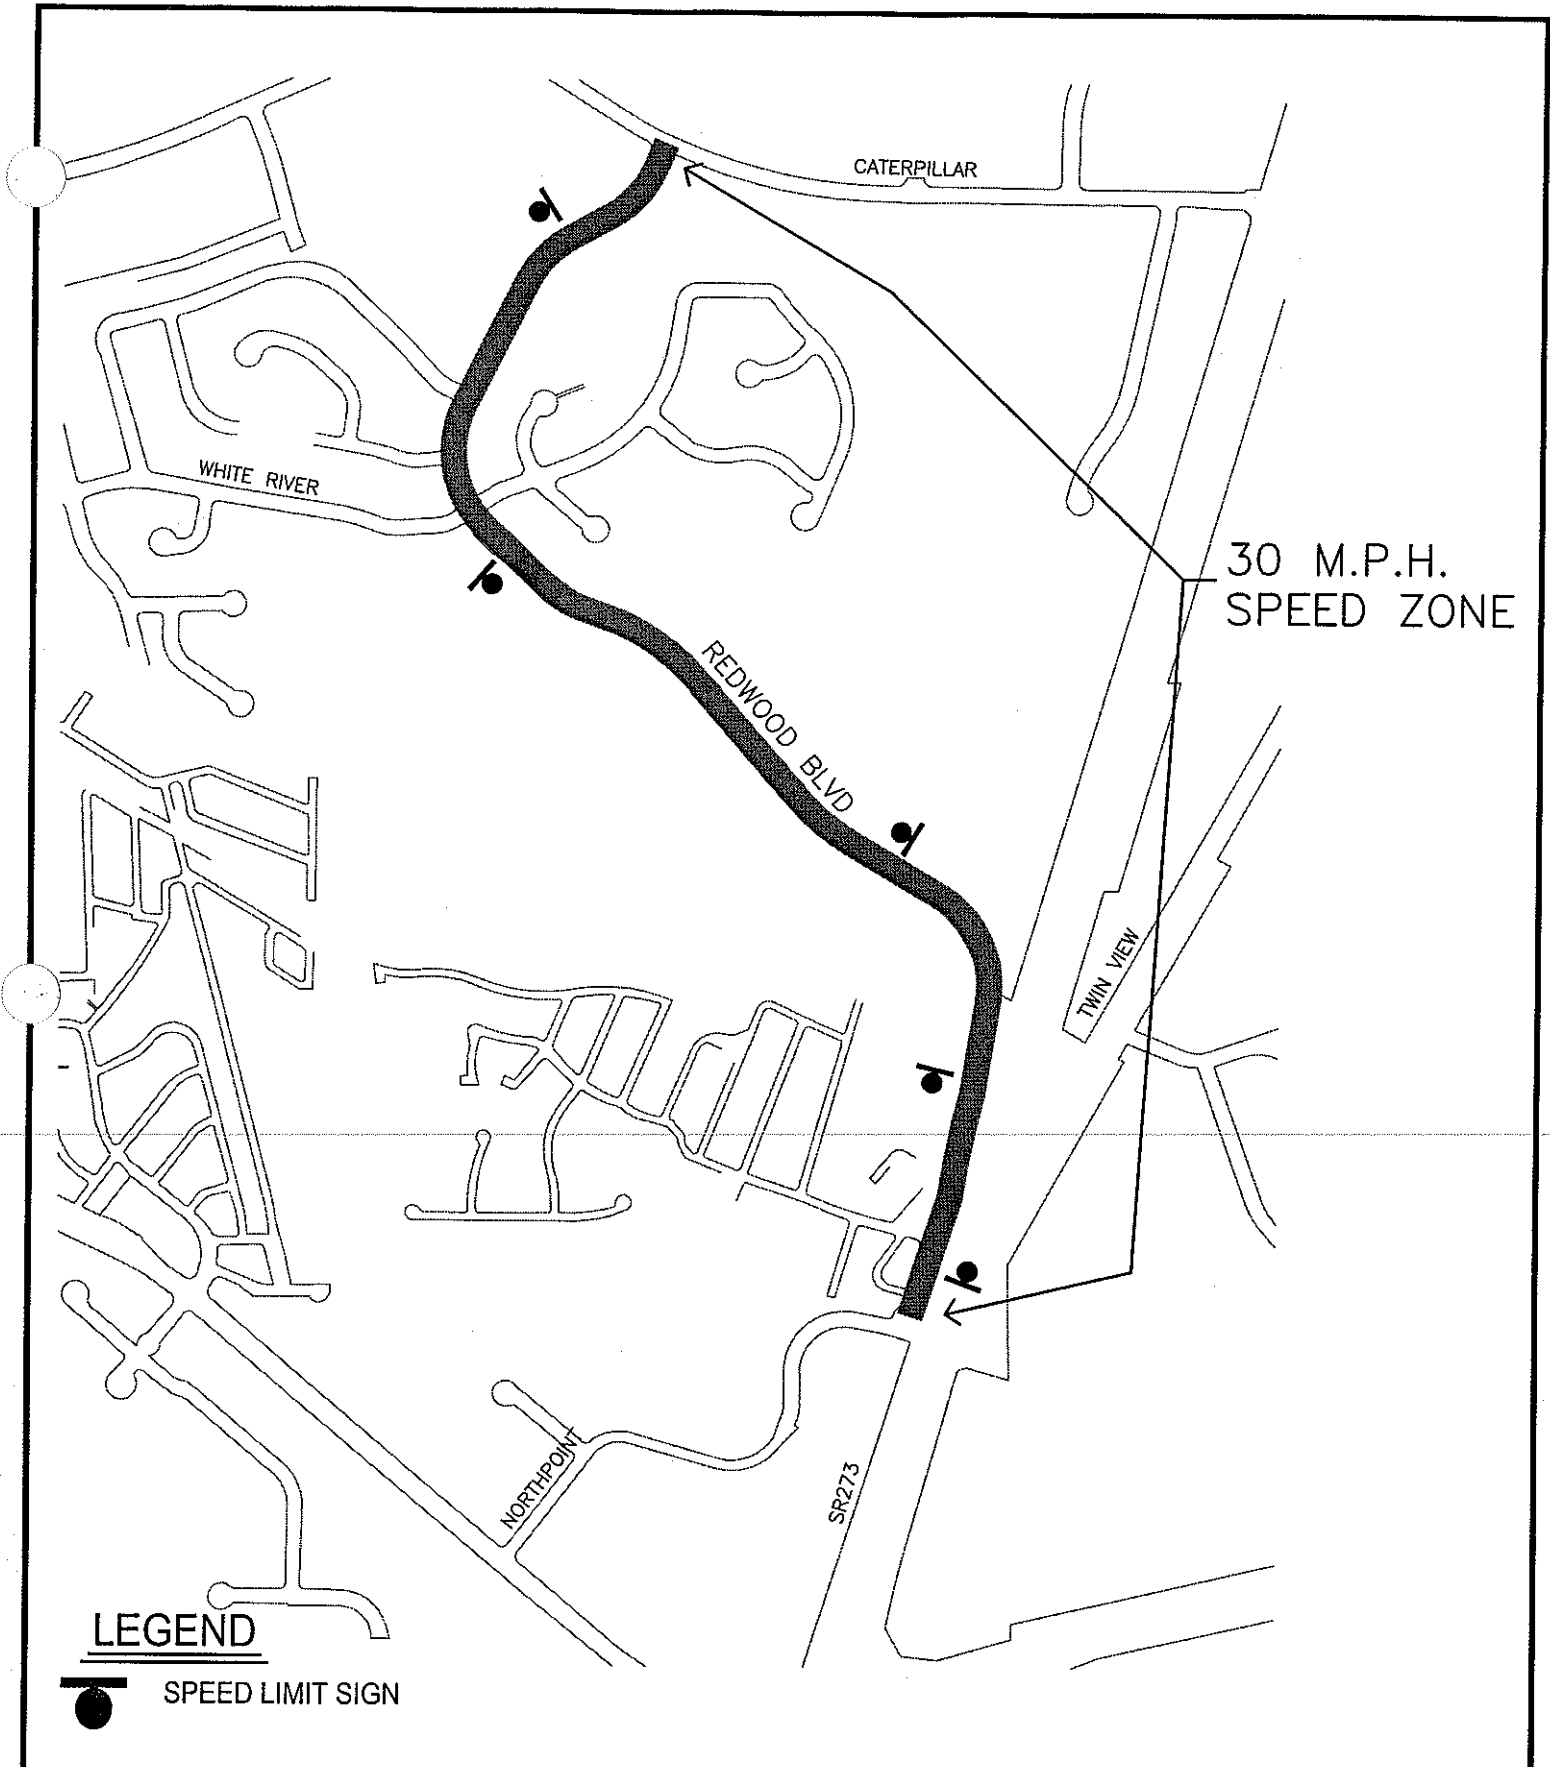 CATERPILLAR
WHITE RIVER
30 M.P.H.
SPEED ZONE
REDWOOD BLVD
TWIN VIEW
NORTHPOINT
SR273
LEGEND
SPEED LIMIT SIGN